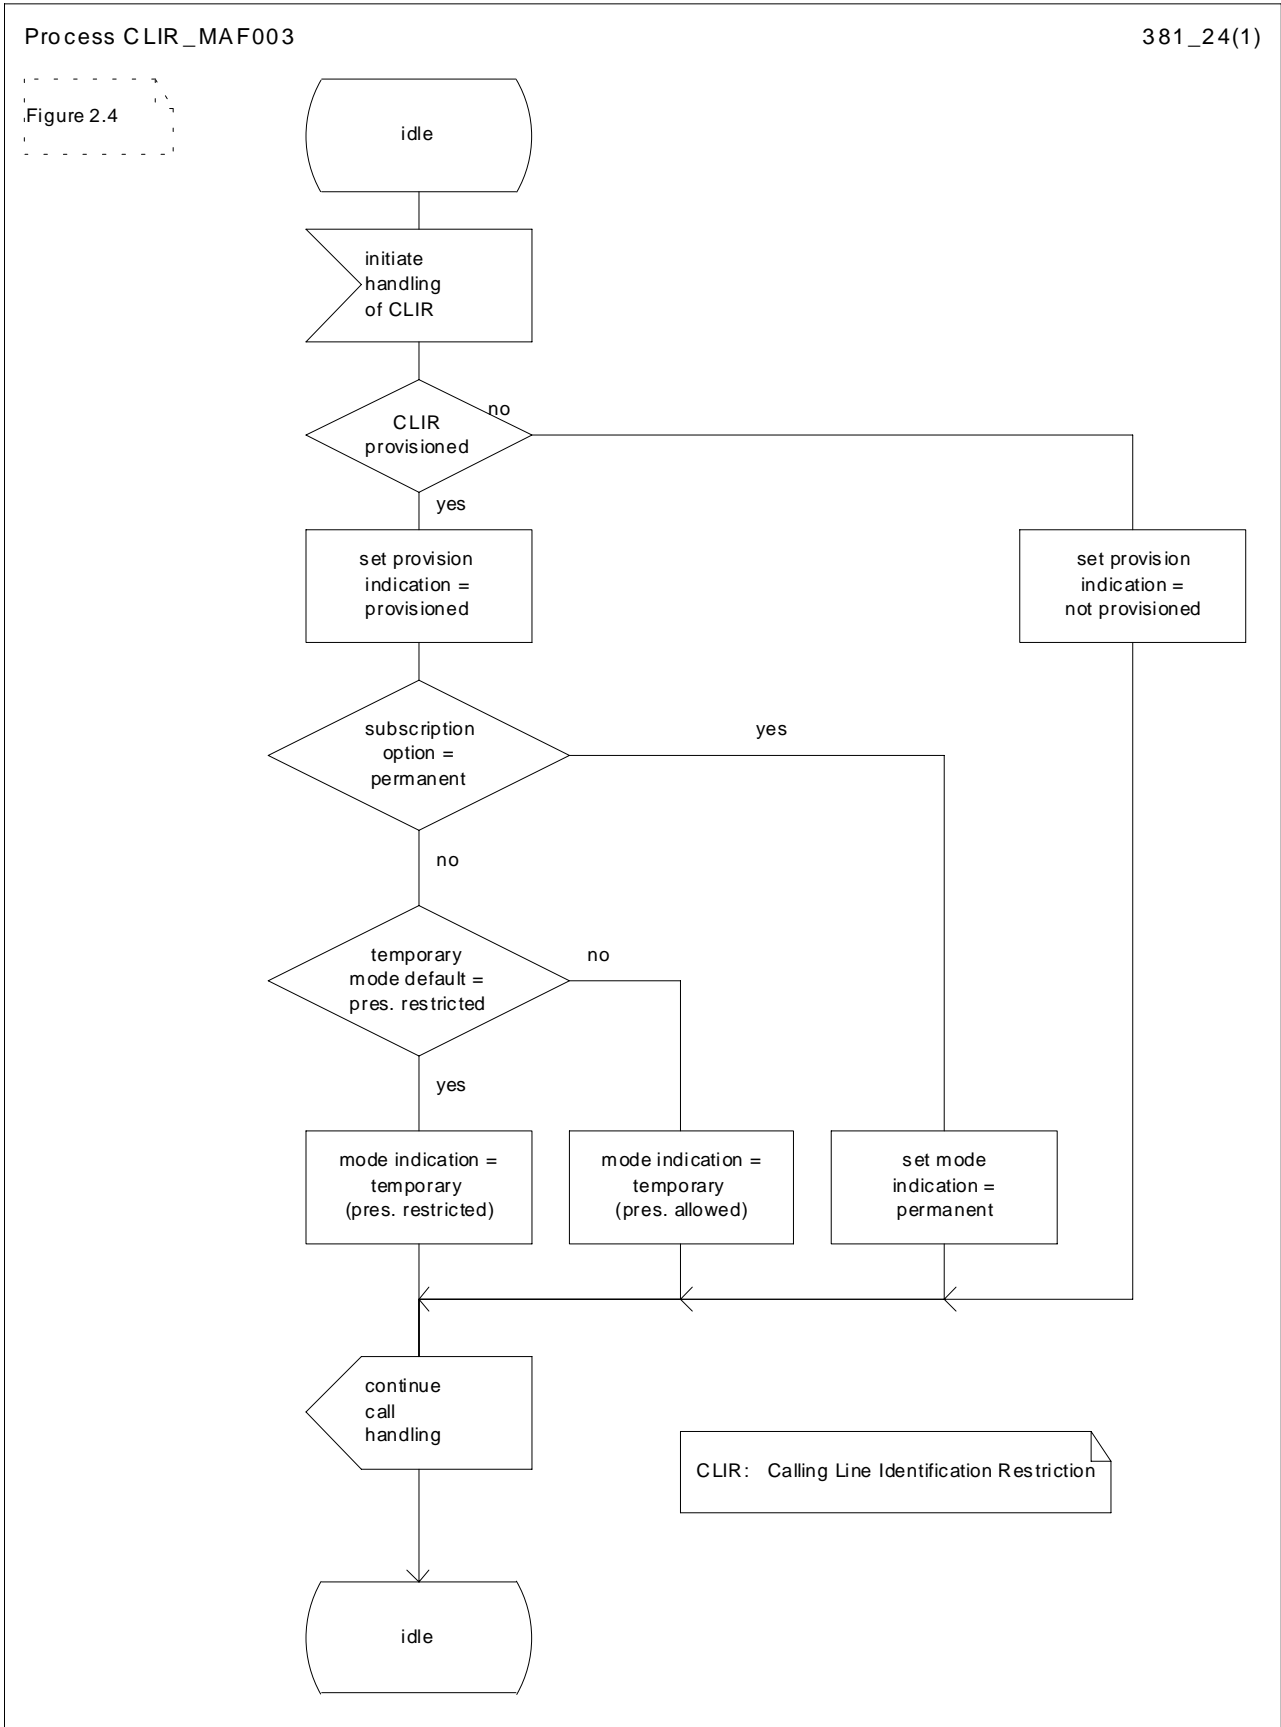 Process CLIR_MAF003
381_24(1)
Figure 2.4
idle
initiate
handling
of CLIR
CLIR
provisioned
no
yes
set provision
indication =
provisioned
set provision
indication =
not provisioned
subscription
option =
permanent
yes
no
temporary
mode default =
pres. restricted
no
yes
mode indication =
temporary
(pres. restricted)
mode indication =
temporary
(pres. allowed)
set mode
indication =
permanent
continue
call
handling
CLIR: Calling Line Identification Restriction
idle